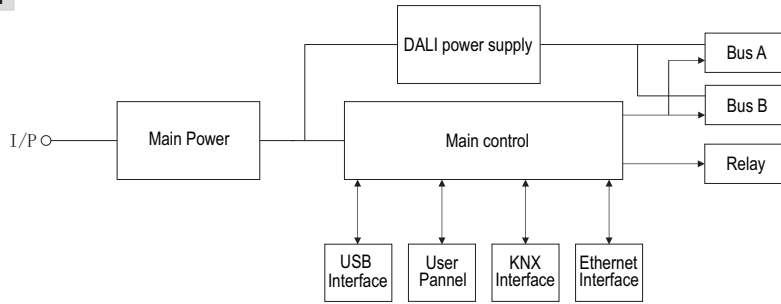 DALI power supply
Bus A
Bus B
I/P
Main Power
Main control
Relay
USB
Interface
User
Pannel
KNX
Interface
Ethernet
Interface